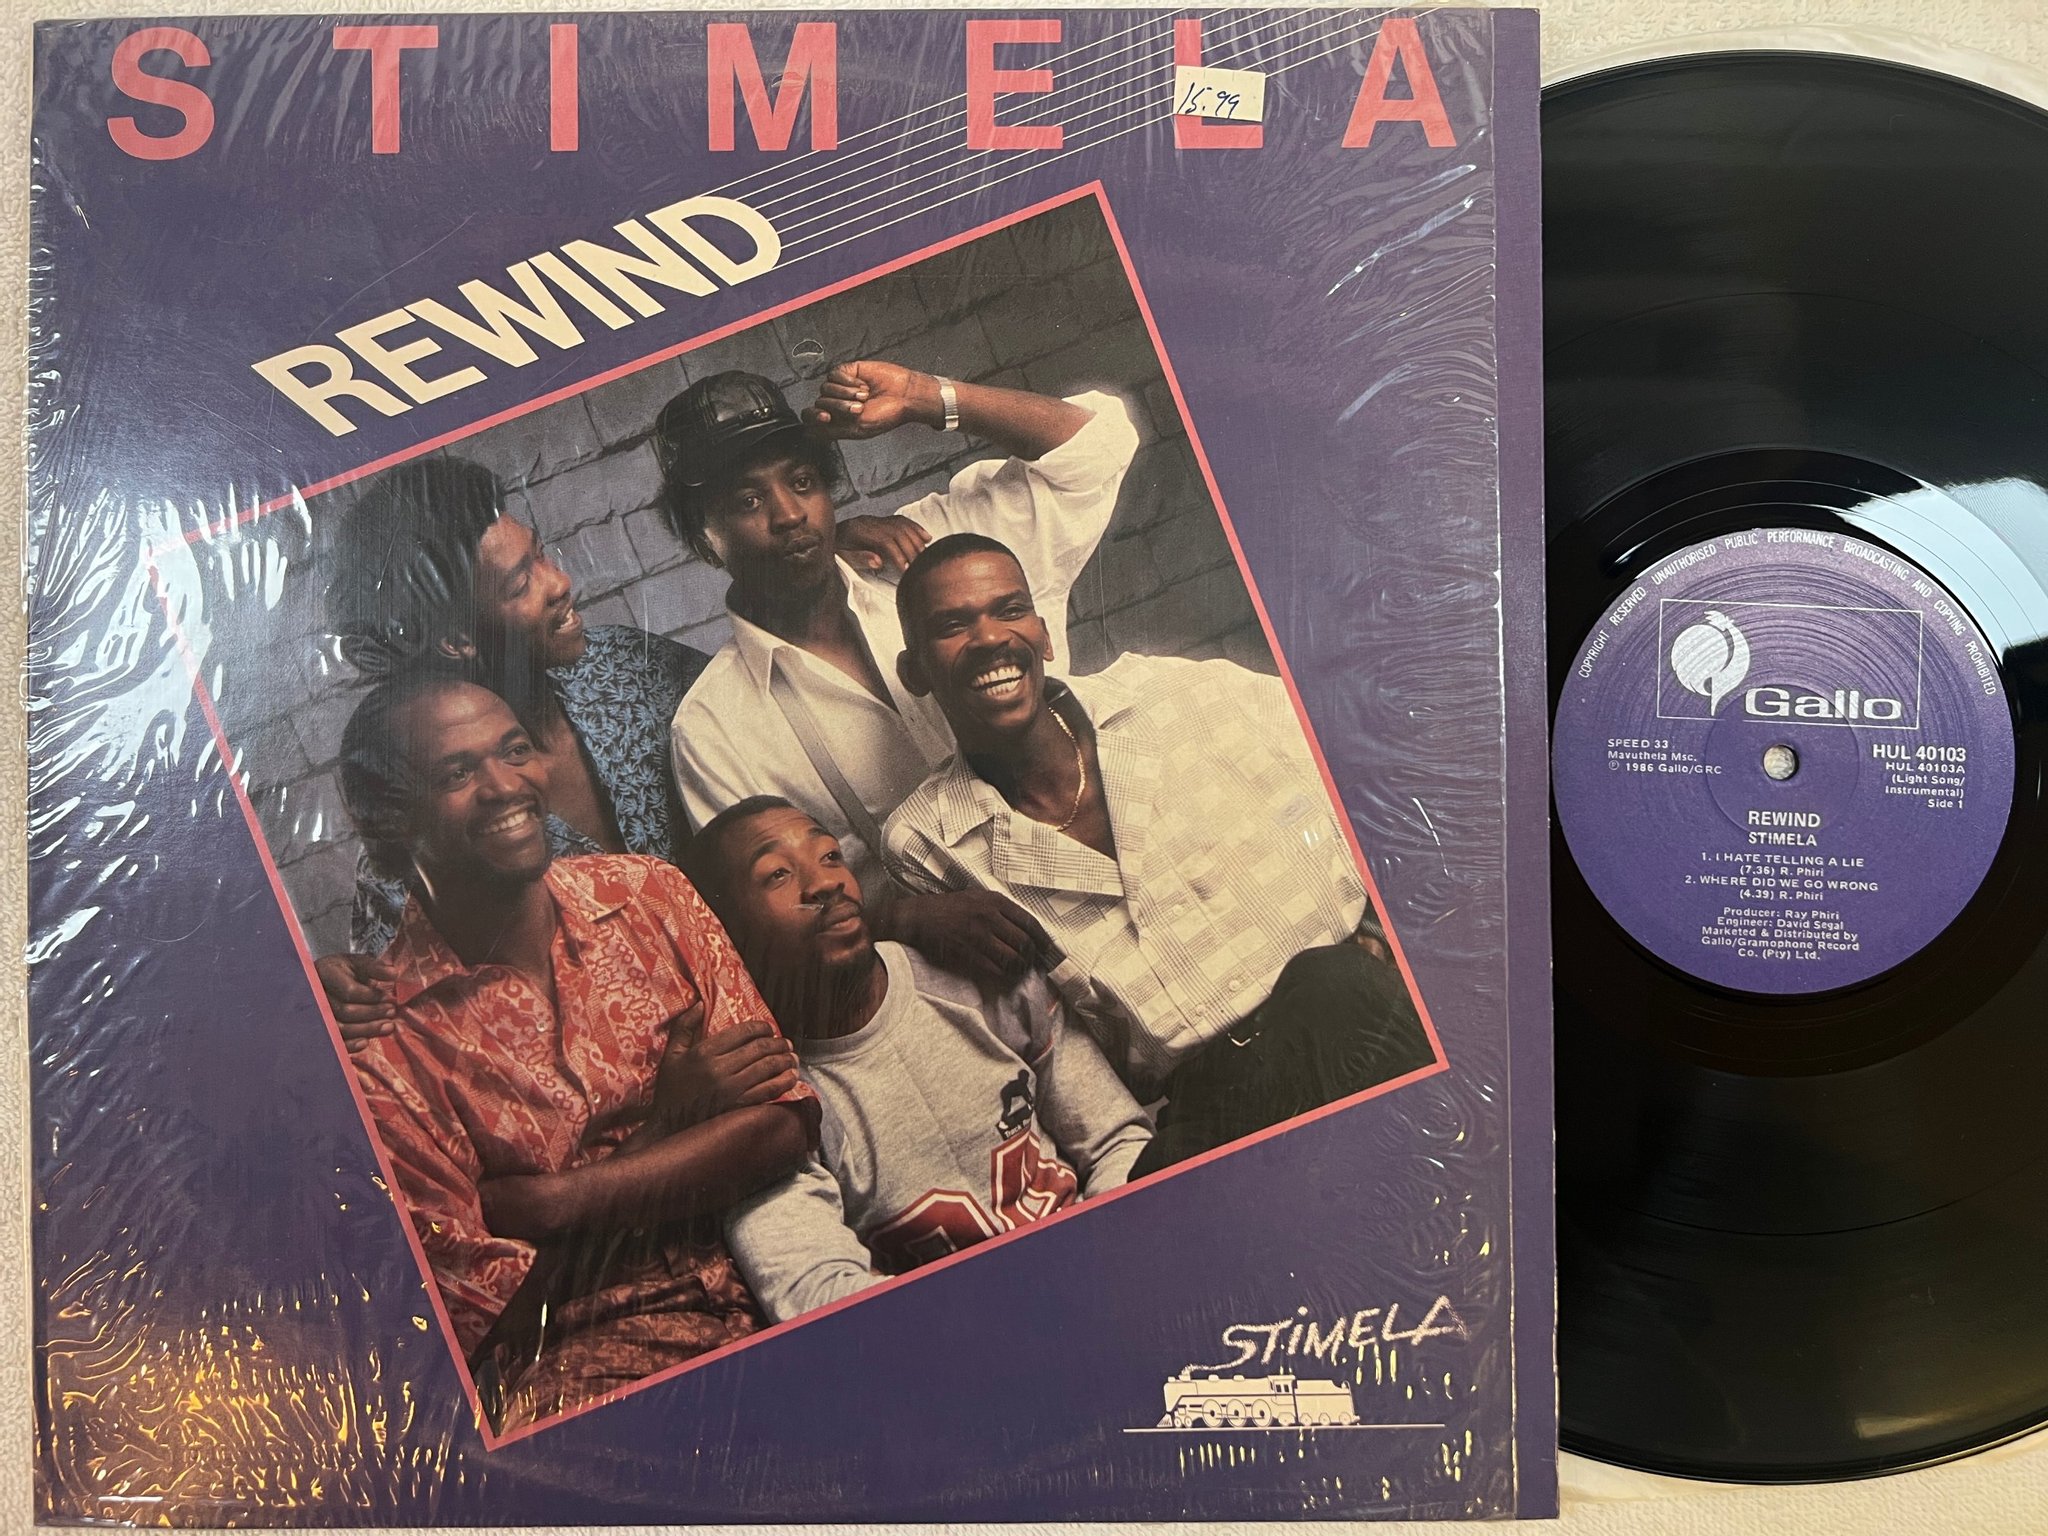 STIMELA
15.99
REWIND
Track
STiMELA
COPYRIGHT RESERVED UNAUTHORISED PUBLIC PERFORMANCE BROADCASTING AND COPYING PROHIBITED
Gallo
SPEED 33
Mavuthela Msc.
℗ 1986 Gallo/GRC
HUL 40103
HUL 40103A
(Light Song/
Instrumental)
Side 1
REWIND
STIMELA
1. I HATE TELLING A LIE
(7.36) R. Phiri
2. WHERE DID WE GO WRONG
(4.39) R. Phiri
Producer: Ray Phiri
Engineer: David Segal
Marketed & Distributed by
Gallo/Gramophone Record
Co. (Pty) Ltd.